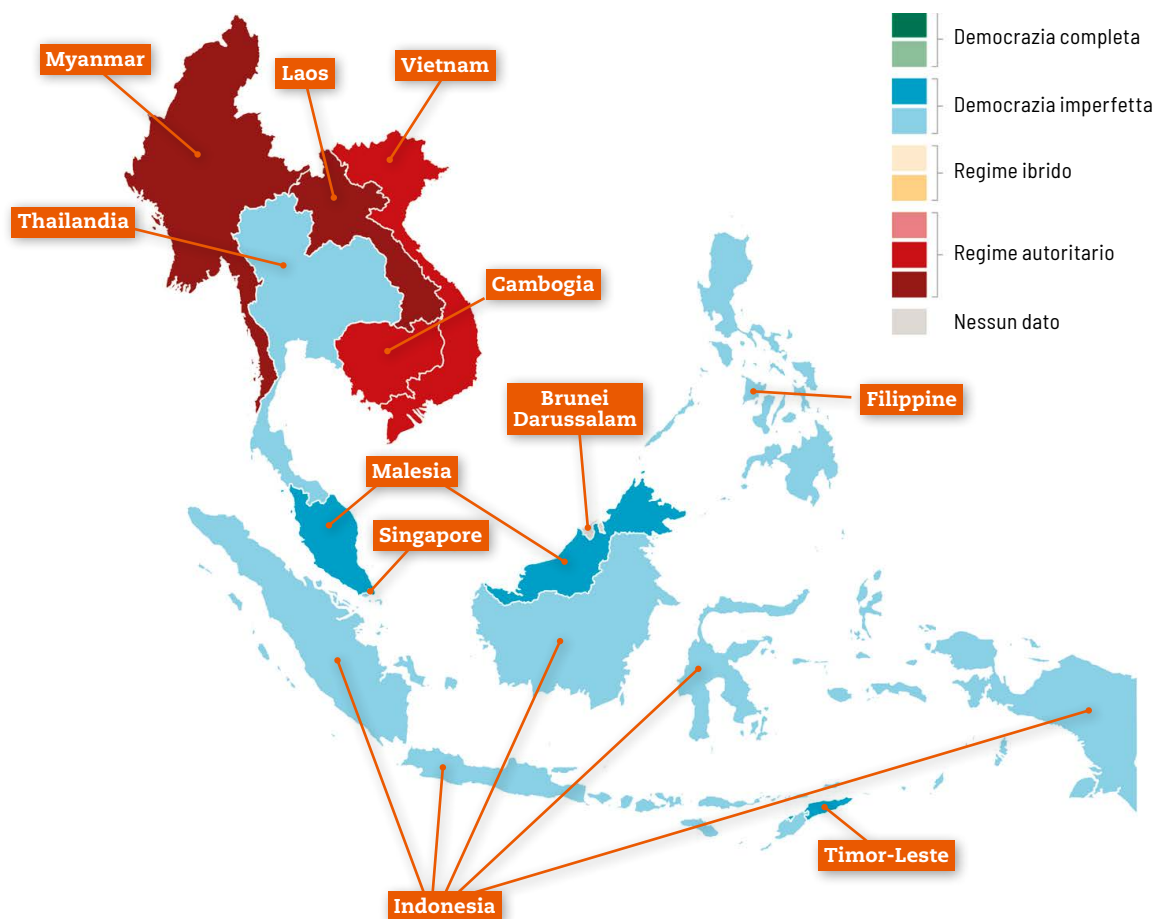 Democrazia completa
Myanmar
Vietnam
Laos
Democrazia imperfetta
Regime ibrido
Thailandia
Regime autoritario
Cambogia
Nessun dato
Brunei
Darussalam
Filippine
Malesia
Singapore
Timor-Leste
Indonesia